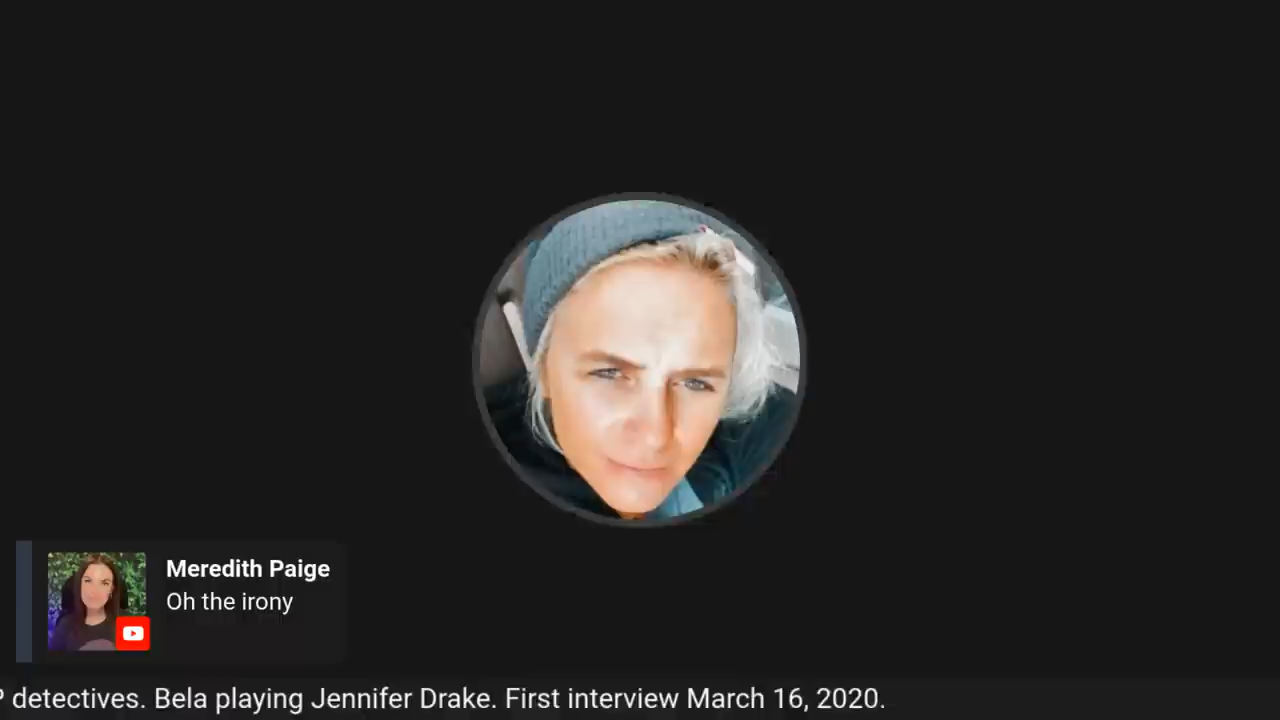 Meredith Paige
Oh the irony
detectives. Bela playing Jennifer Drake. First interview March 16, 2020.